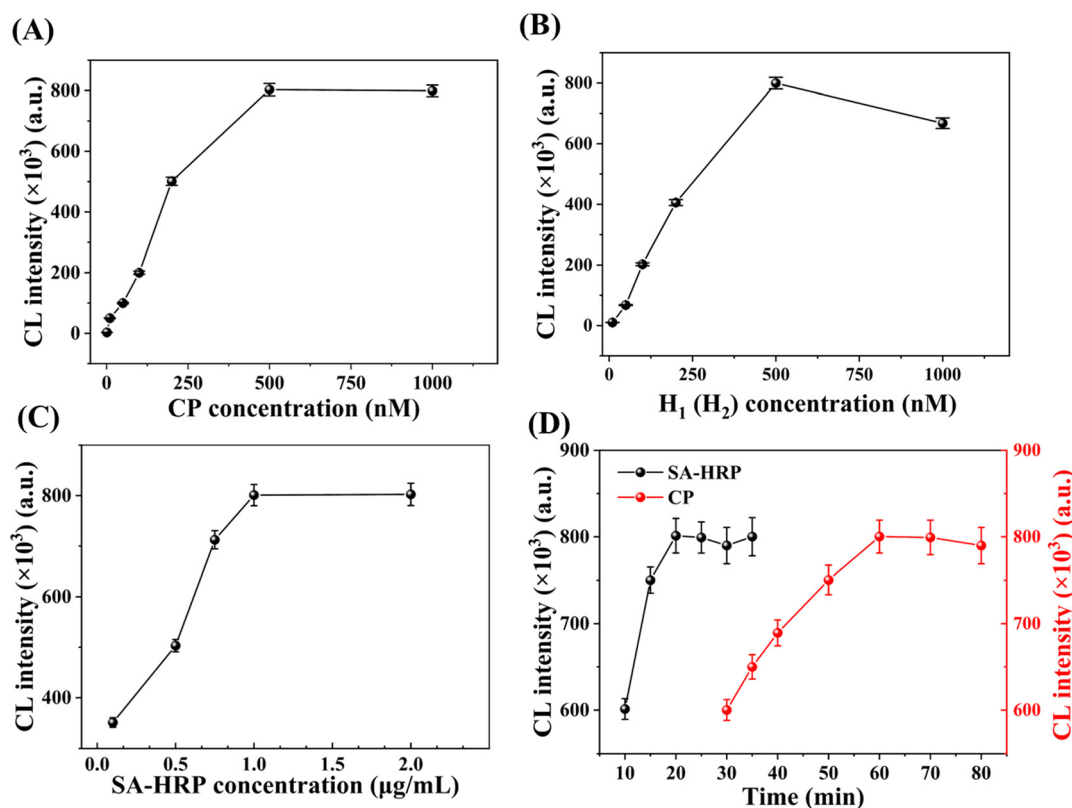 (A)
CL intensity (×10³) (a.u.)
800
600
400
200
0
0 250 500 750 1000
CP concentration (nM)
(B)
CL intensity (×10³) (a.u.)
800
600
400
200
0
0 250 500 750 1000
H₁ (H₂) concentration (nM)
(C)
CL intensity (×10³) (a.u.)
800
600
400
0.0 0.5 1.0 1.5 2.0
SA-HRP concentration (μg/mL)
(D)
CL intensity (×10³) (a.u.)
900
800
700
600
SA-HRP
CP
10 20 30 40 50 60 70 80
Time (min)
900
800
700
600
CL intensity (×10³) (a.u.)